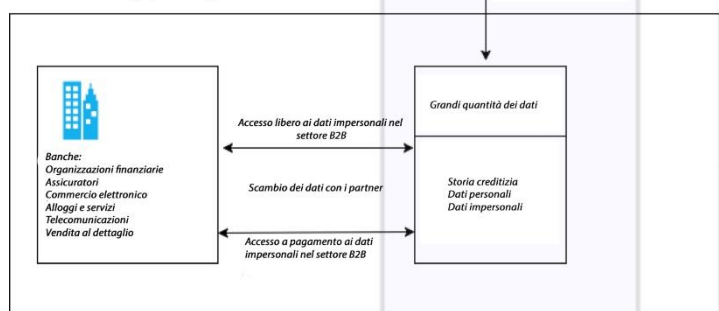 Banche:
Organizzazioni finanziarie
Assicuratori
Commercio elettronico
Alloggi e servizi
Telecomunicazioni
Vendita al dettaglio
Accesso libero ai dati impersonali nel
settore B2B
Scambio dei dati con i partner
Accesso a pagamento ai dati
impersonali nel settore B2B
Grandi quantità dei dati
Storia creditizia
Dati personali
Dati impersonali